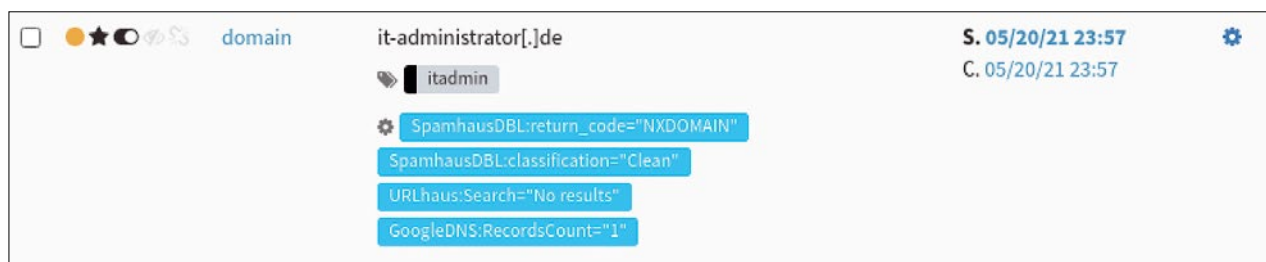 domain it-administrator[.]de S. 05/20/21 23:57
itadmin C. 05/20/21 23:57
SpamhausDBL:return_code="NXDOMAIN"
SpamhausDBL:classification="Clean"
URLhaus:Search="No results"
GoogleDNS:RecordsCount="1"